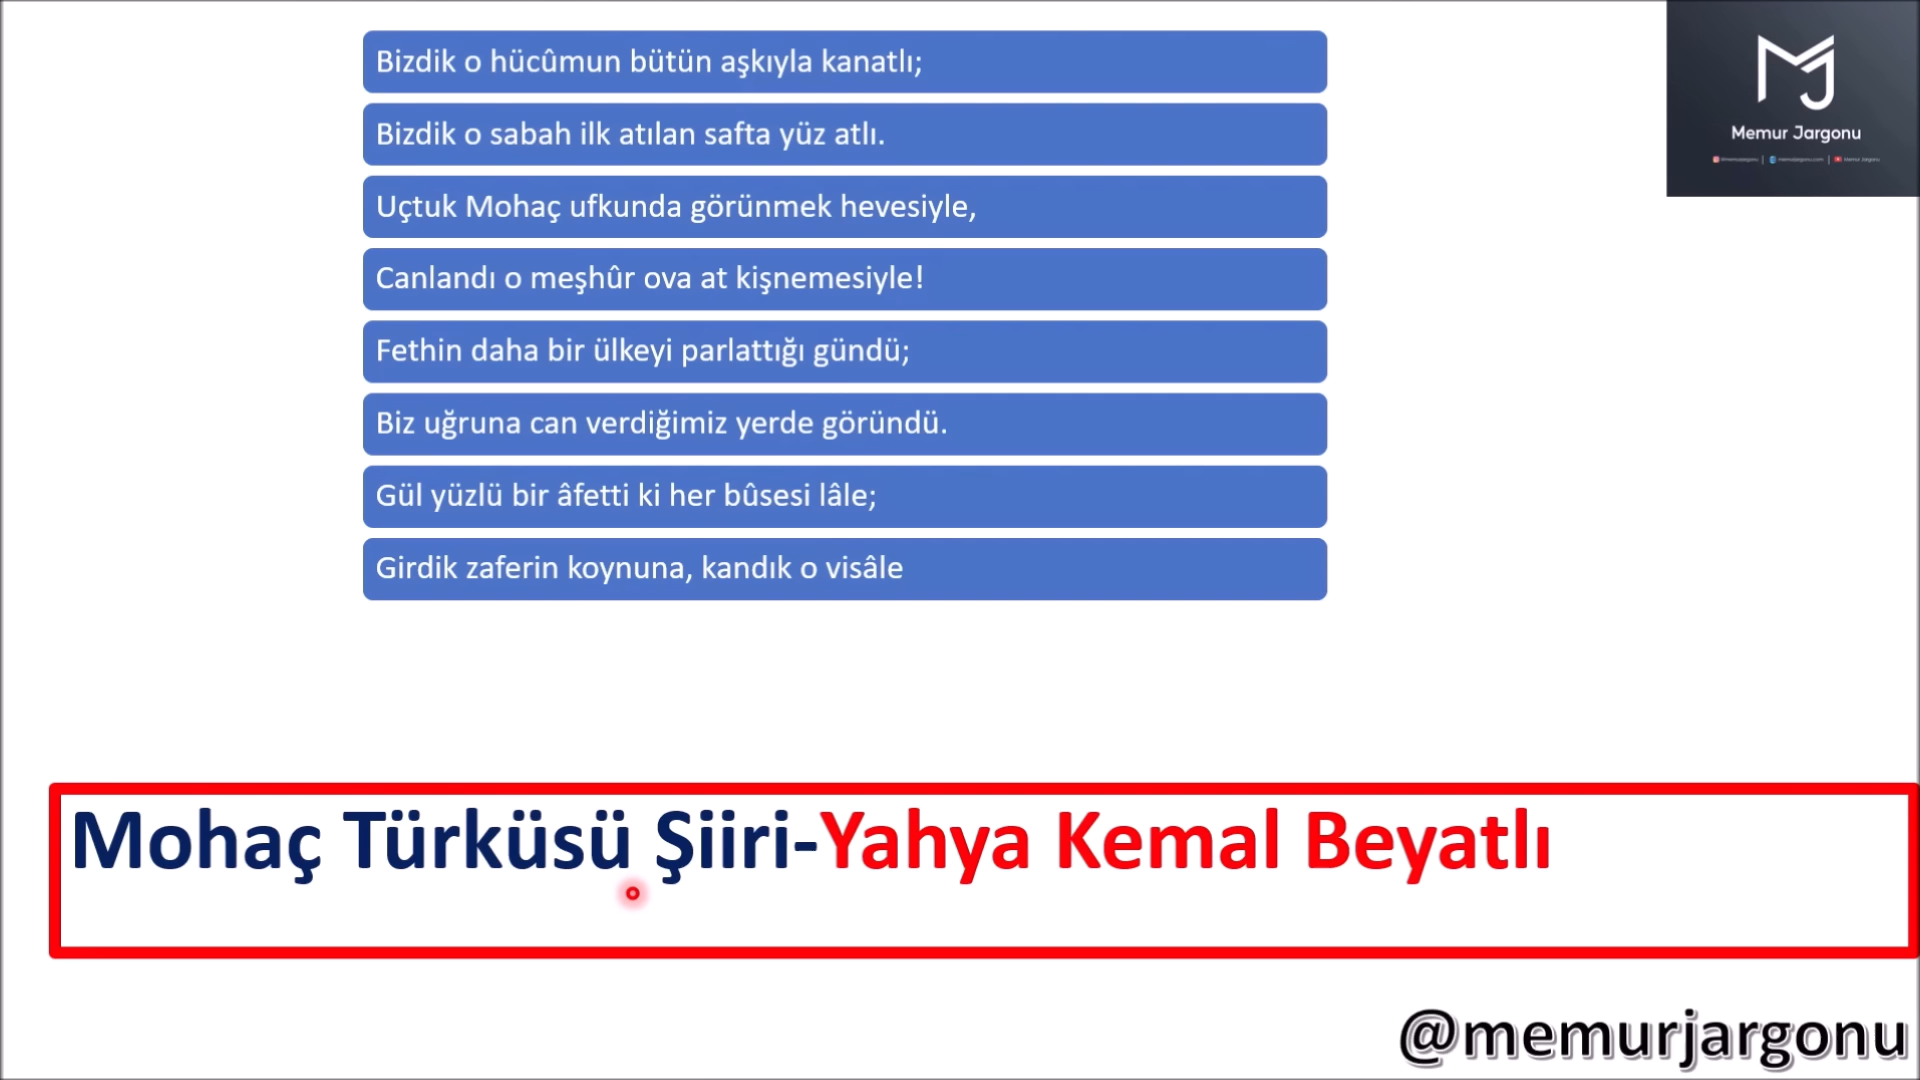 Bizdik o hücûmun bütün aşkıyla kanatlı;
Bizdik o sabah ilk atılan safta yüz atlı.
Uçtuk Mohaç ufkunda görünmek hevesiyle,
Canlandı o meşhûr ova at kişnemesiyle!
Fethin daha bir ülkeyi parlattığı gündü;
Biz uğruna can verdiğimiz yerde göründü.
Gül yüzlü bir âfetti ki her bûsesi lâle;
Girdik zaferin koynuna, kandık o visâle
Memur Jargonu
Mohaç Türküsü Şiiri-Yahya Kemal Beyatlı
@memurjargonu